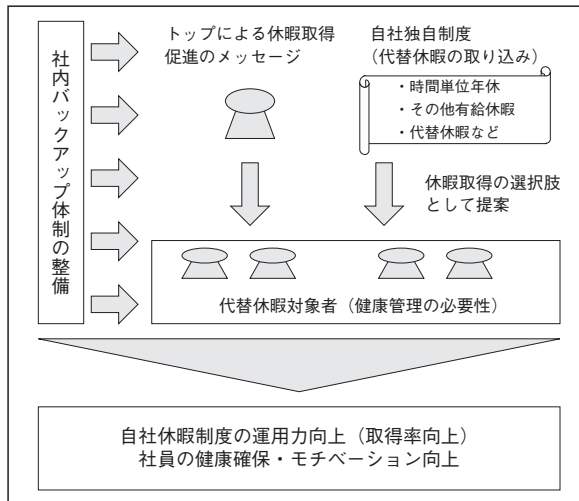 社内バックアップ体制の整備
トップによる休暇取得
促進のメッセージ
自社独自制度
（代替休暇の取り込み）
・時間単位年休
・その他有給休暇
・代替休暇など
休暇取得の選択肢
として提案
代替休暇対象者（健康管理の必要性）
自社休暇制度の運用力向上（取得率向上）
社員の健康確保・モチベーション向上